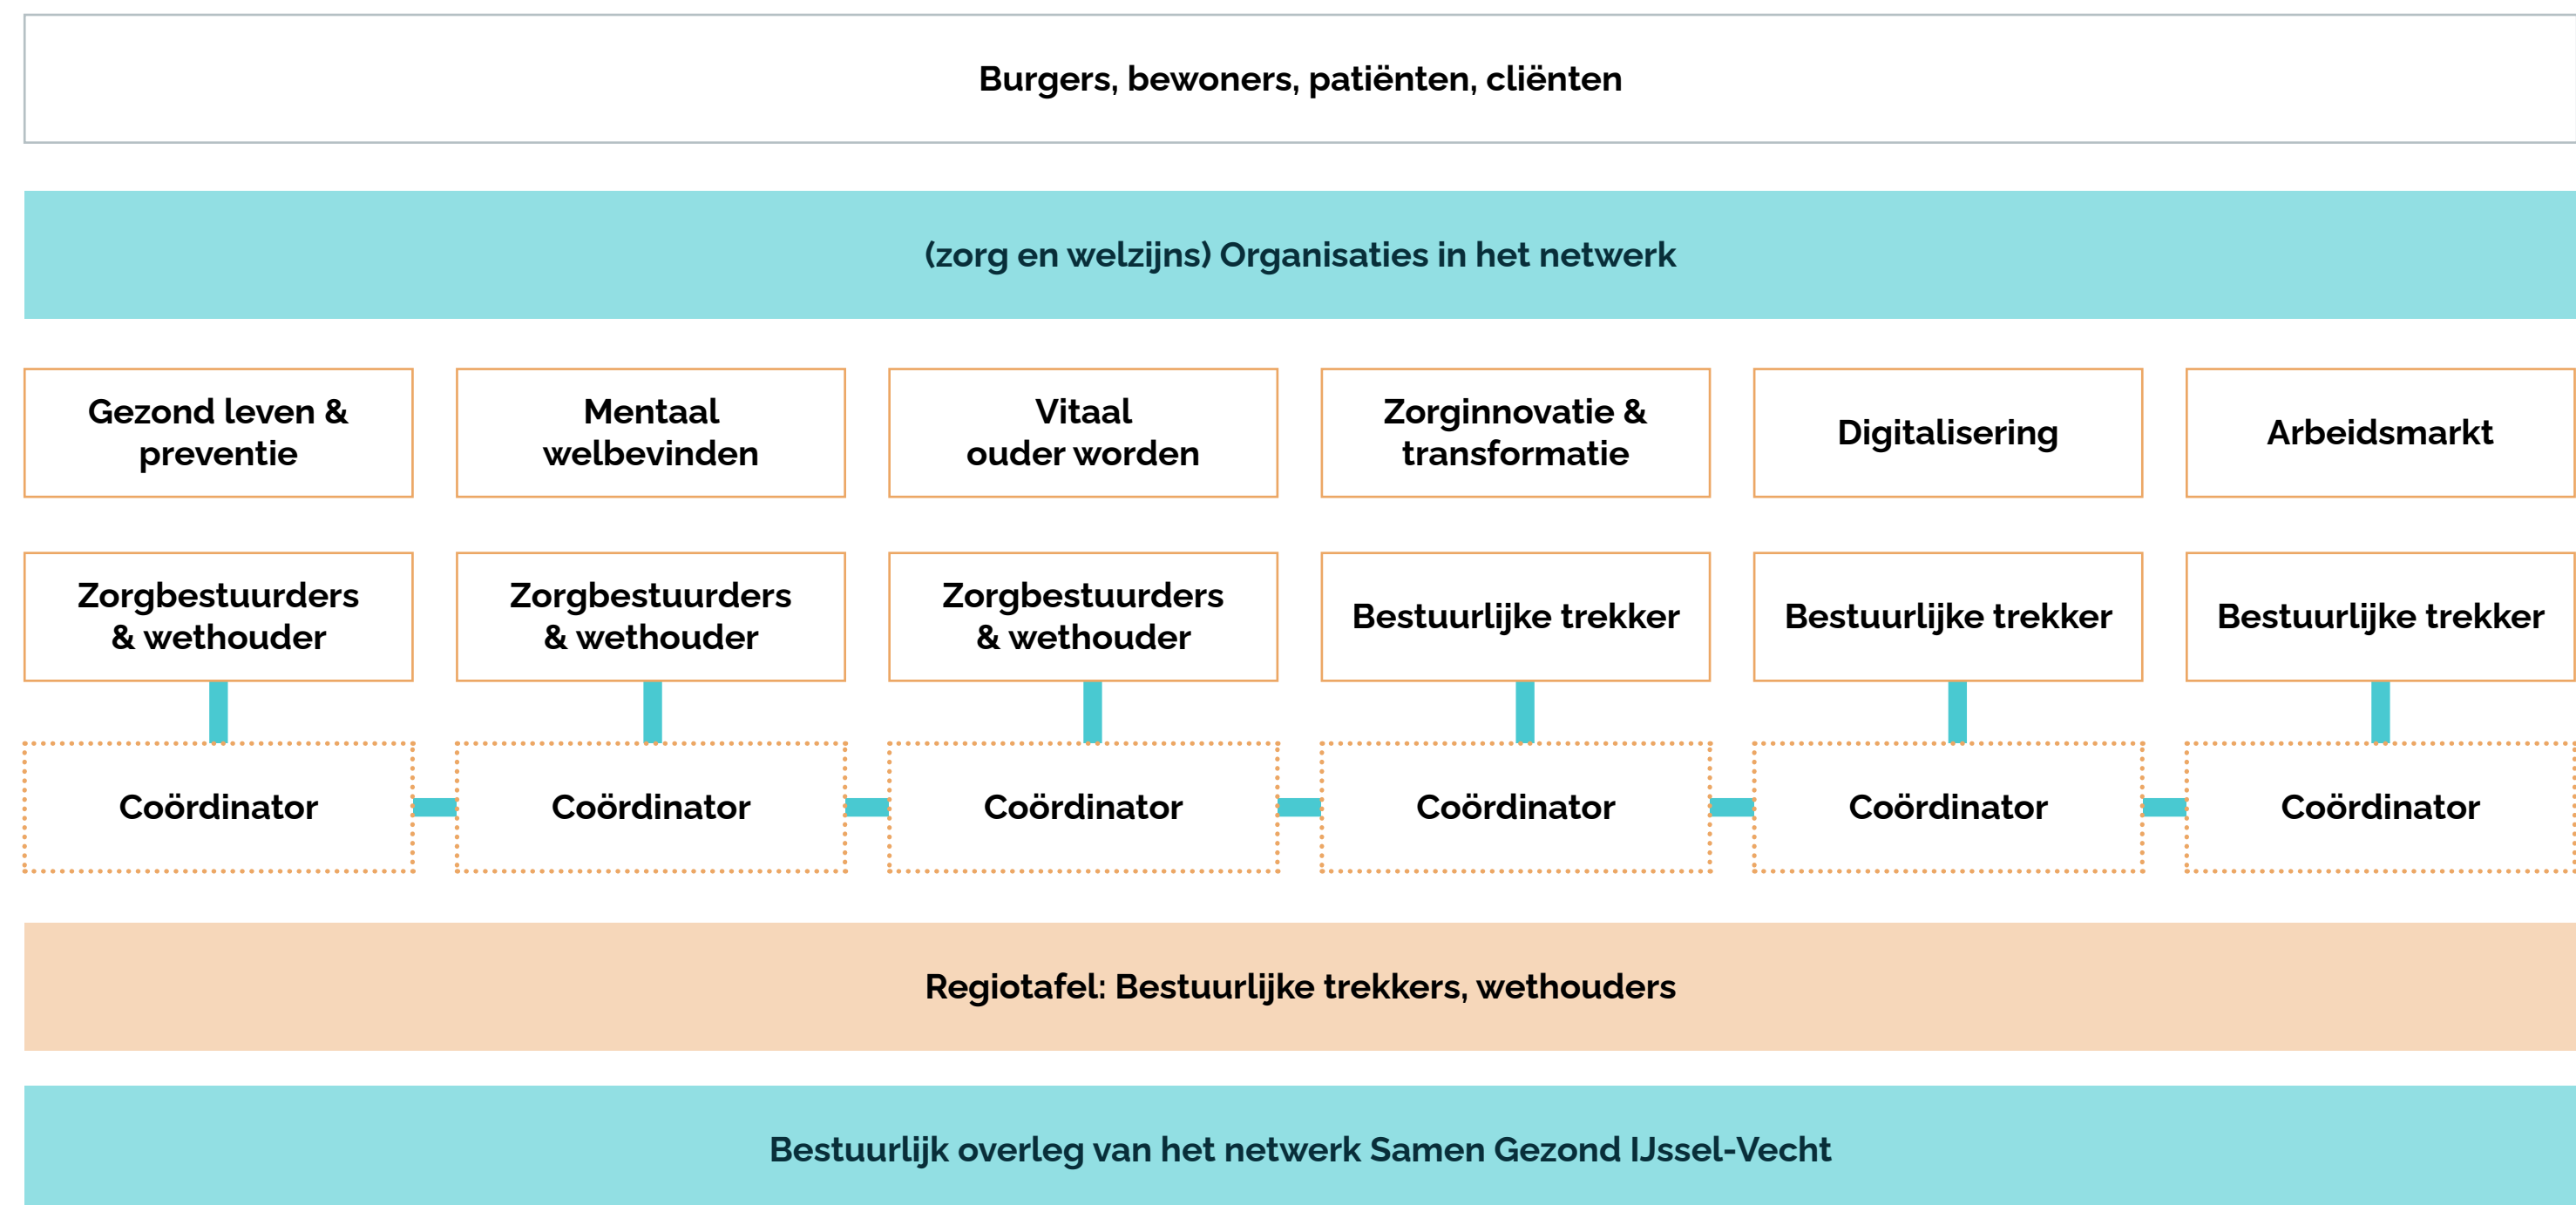 Burgers, bewoners, patiënten, cliënten
(zorg en welzijns) Organisaties in het netwerk
Gezond leven &
preventie
Mentaal
welbevinden
Vitaal
ouder worden
Zorginnovatie &
transformatie
Digitalisering
Arbeidsmarkt
Zorgbestuurders
& wethouder
Zorgbestuurders
& wethouder
Zorgbestuurders
& wethouder
Bestuurlijke trekker
Bestuurlijke trekker
Bestuurlijke trekker
Coördinator
Coördinator
Coördinator
Coördinator
Coördinator
Coördinator
Regiotafel: Bestuurlijke trekkers, wethouders
Bestuurlijk overleg van het netwerk Samen Gezond IJssel-Vecht